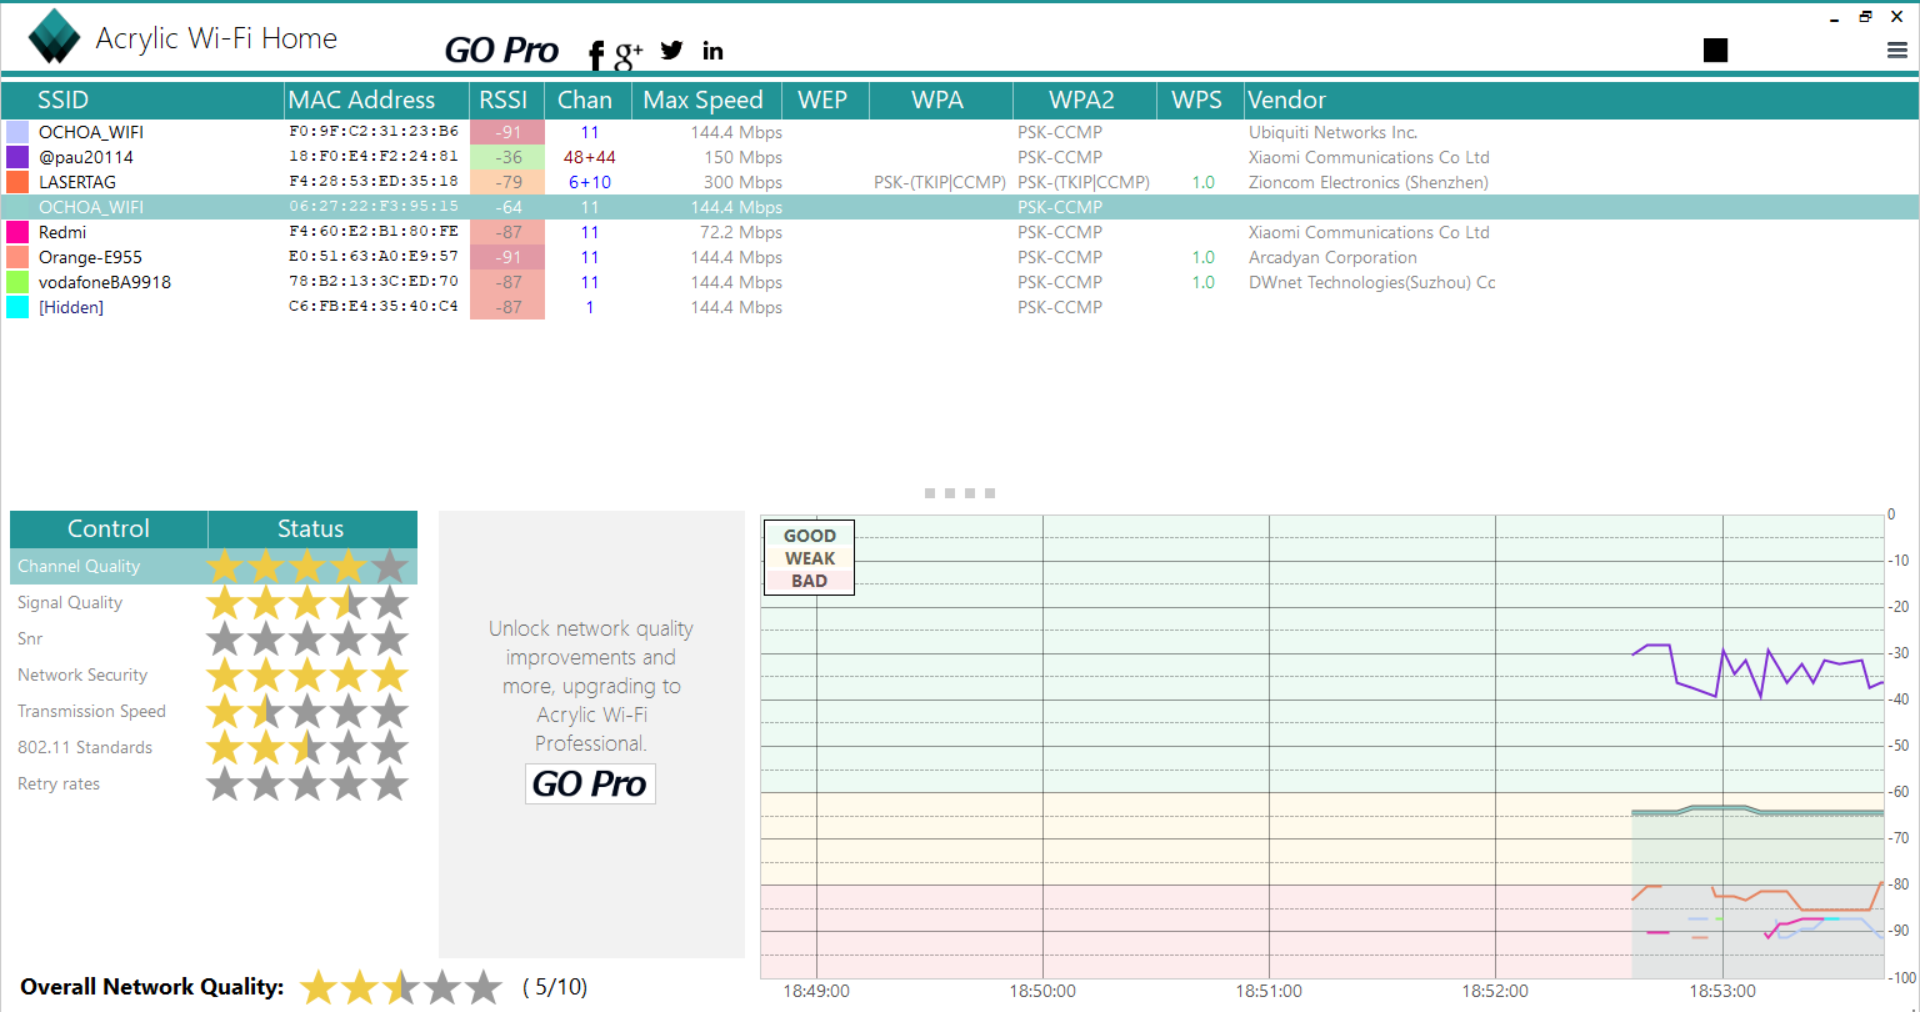 Acrylic Wi-Fi Home
GO Pro f g+ in
SSID MAC Address RSSI Chan Max Speed WEP WPA WPA2 WPS Vendor
OCHOA_WIFI F0:9F:C2:31:23:B6 -91 11 144.4 Mbps PSK-CCMP Ubiquiti Networks Inc.
@pau20114 18:F0:E4:F2:24:81 -36 48+44 150 Mbps PSK-CCMP Xiaomi Communications Co Ltd
LASERTAG F4:28:53:ED:35:18 -79 6+10 300 Mbps PSK-(TKIP|CCMP) PSK-(TKIP|CCMP) 1.0 Zioncom Electronics (Shenzhen)
OCHOA_WIFI 06:27:22:F3:95:15 -64 11 144.4 Mbps PSK-CCMP
Redmi F4:60:E2:B1:80:FE -87 11 72.2 Mbps PSK-CCMP Xiaomi Communications Co Ltd
Orange-E955 E0:51:63:A0:E9:57 -91 11 144.4 Mbps PSK-CCMP 1.0 Arcadyan Corporation
vodafoneBA9918 78:B2:13:3C:ED:70 -87 11 144.4 Mbps PSK-CCMP 1.0 DWnet Technologies(Suzhou) Cc
[Hidden] C6:FB:E4:35:40:C4 -87 1 144.4 Mbps PSK-CCMP
Control Status
Channel Quality
Signal Quality
Snr
Network Security
Transmission Speed
802.11 Standards
Retry rates
Unlock network quality
improvements and
more, upgrading to
Acrylic Wi-Fi
Professional.
GO Pro
GOOD
WEAK
BAD
0
-10
-20
-30
-40
-50
-60
-70
-80
-90
-100
18:49:00 18:50:00 18:51:00 18:52:00 18:53:00
Overall Network Quality: ( 5/10)